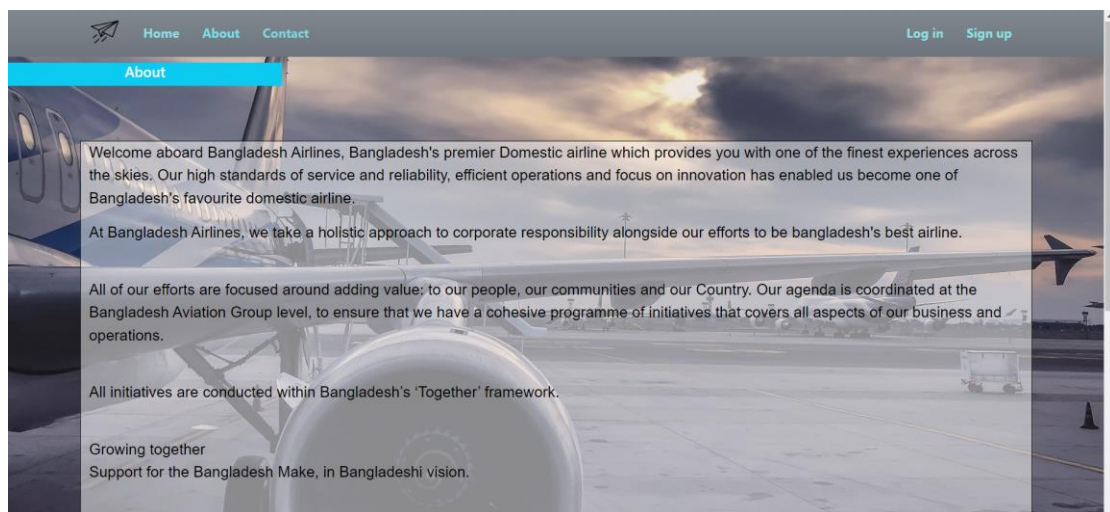 Home About Contact Log in Sign up
About
Welcome aboard Bangladesh Airlines, Bangladesh's premier Domestic airline which provides you with one of the finest experiences across
the skies. Our high standards of service and reliability, efficient operations and focus on innovation has enabled us become one of
Bangladesh's favourite domestic airline.
At Bangladesh Airlines, we take a holistic approach to corporate responsibility alongside our efforts to be bangladesh's best airline.
All of our efforts are focused around adding value; to our people, our communities and our Country. Our agenda is coordinated at the
Bangladesh Aviation Group level, to ensure that we have a cohesive programme of initiatives that covers all aspects of our business and
operations.
All initiatives are conducted within Bangladesh’s ‘Together’ framework.
Growing together
Support for the Bangladesh Make, in Bangladeshi vision.